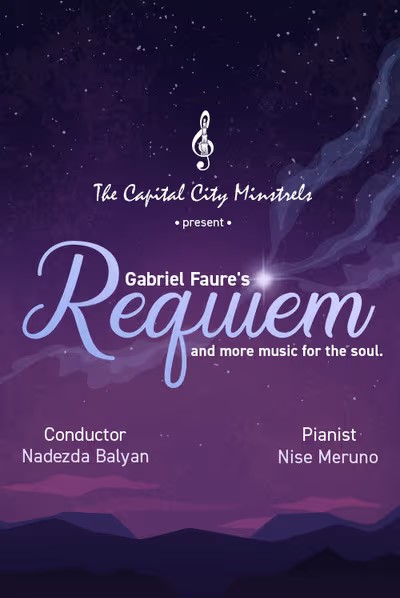 The Capital City Minstrels
• present •
Gabriel Faure's
Requiem
and more music for the soul.
Conductor
Nadezda Balyan
Pianist
Nise Meruno